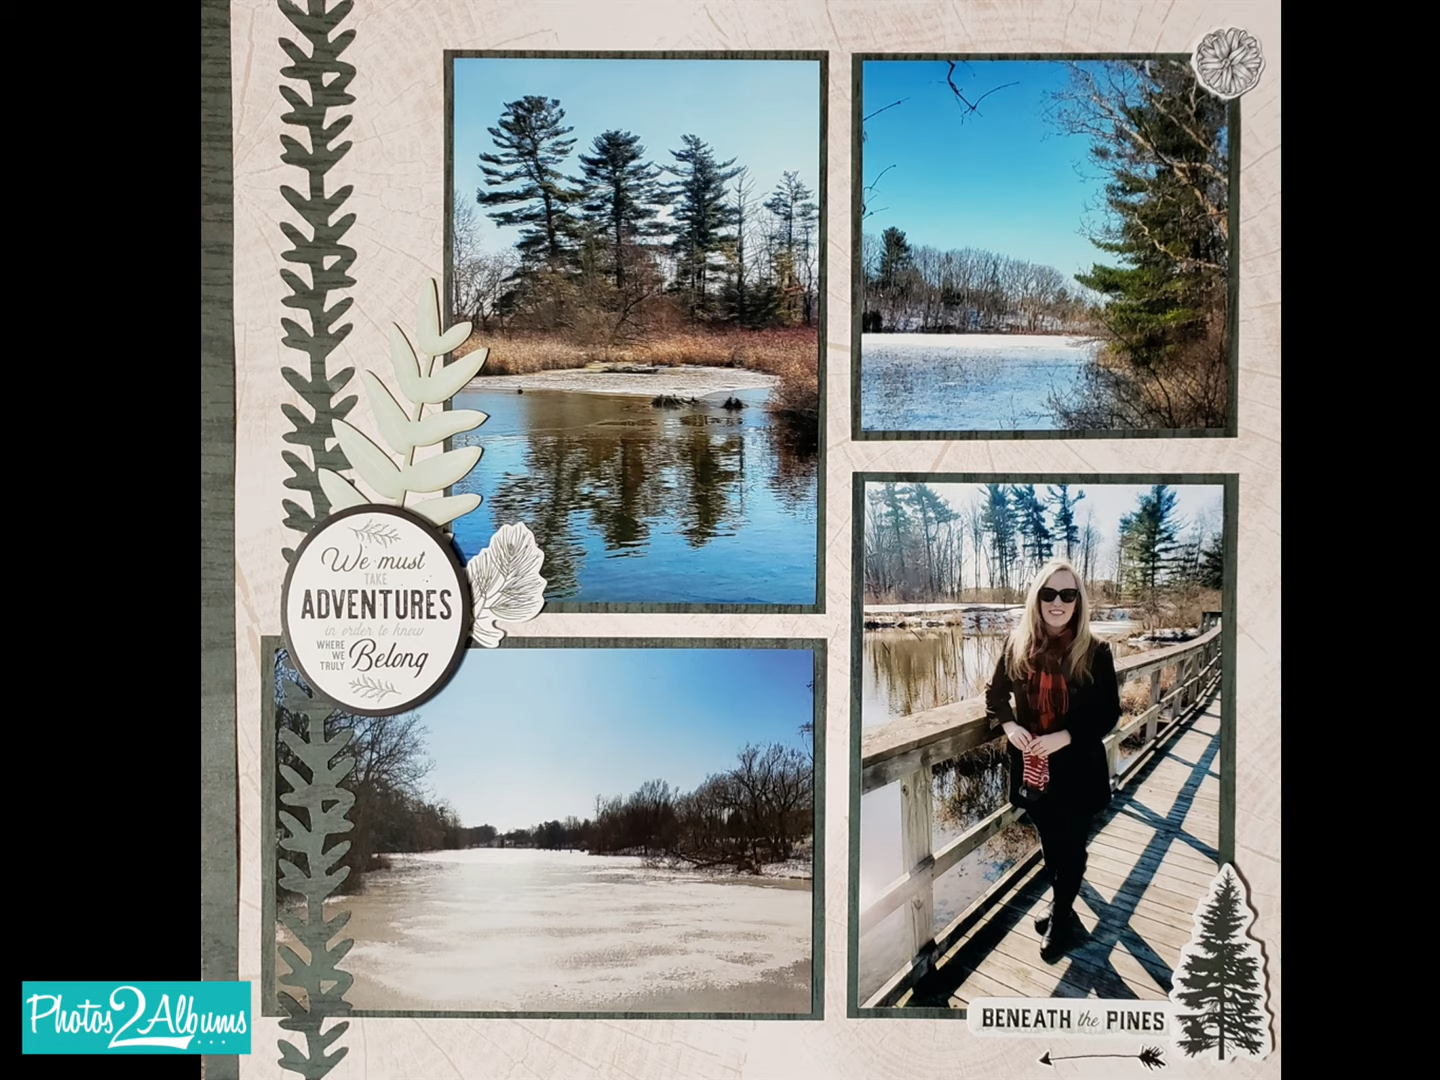 We must
TAKE
ADVENTURES
in order to know
WHERE
WE
TRULY
Belong
BENEATH the PINES
Photos2Albums...